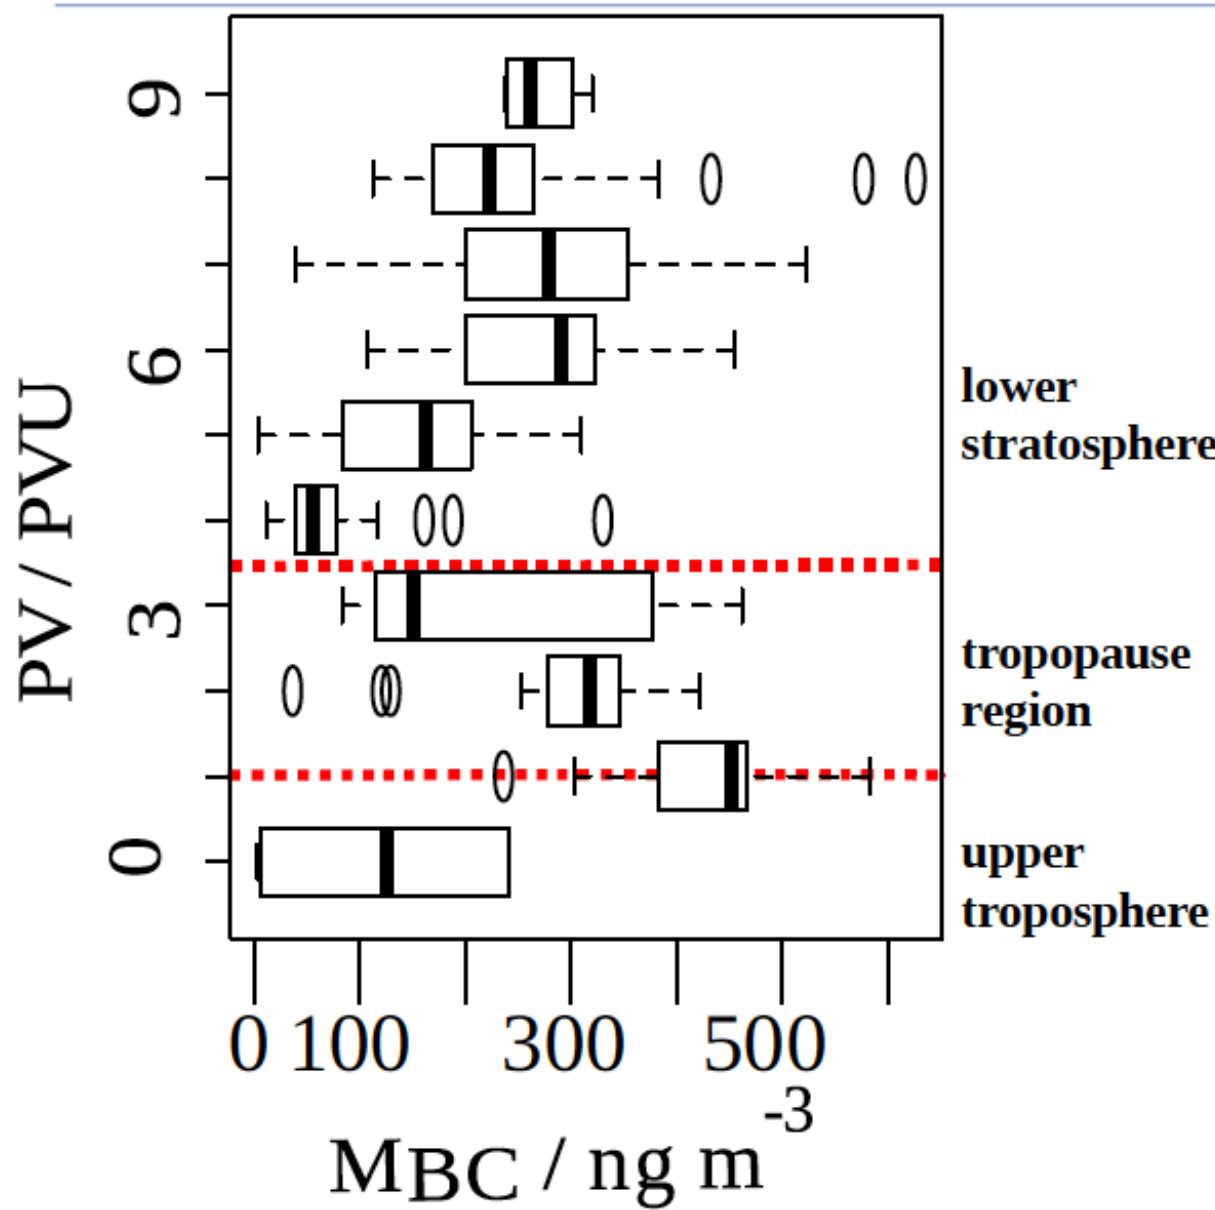 PV / PVU
9
6
3
0
lower
stratosphere
tropopause
region
upper
troposphere
0 100 300 500
MBC / ng m-3